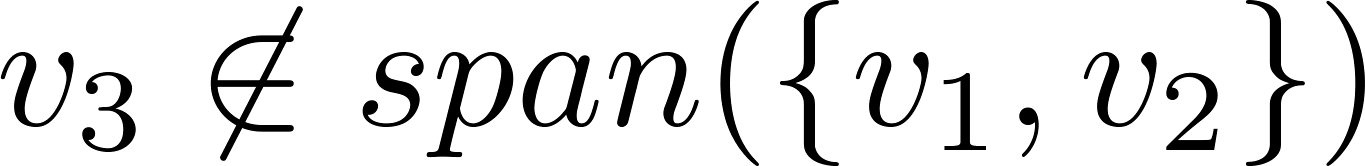 v₃ ∉ span({v₁, v₂})